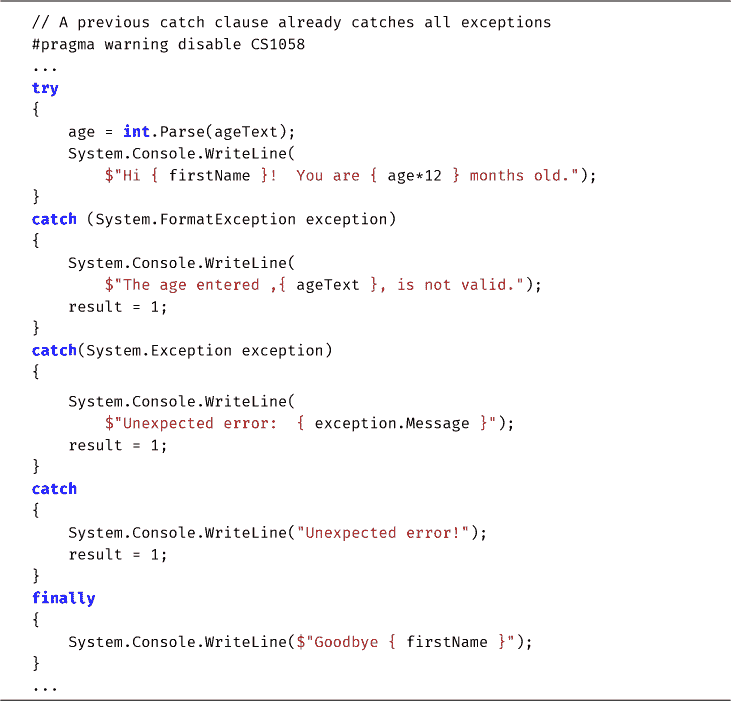 // A previous catch clause already catches all exceptions
#pragma warning disable CS1058
...
try
{
    age = int.Parse(ageText);
    System.Console.WriteLine(
        $"Hi { firstName }!  You are { age*12 } months old.");
}
catch (System.FormatException exception)
{
    System.Console.WriteLine(
        $"The age entered ,{ ageText }, is not valid.");
    result = 1;
}
catch(System.Exception exception)
{
    System.Console.WriteLine(
        $"Unexpected error:  { exception.Message }");
    result = 1;
}
catch
{
    System.Console.WriteLine("Unexpected error!");
    result = 1;
}
finally
{
    System.Console.WriteLine($"Goodbye { firstName }");
}
...